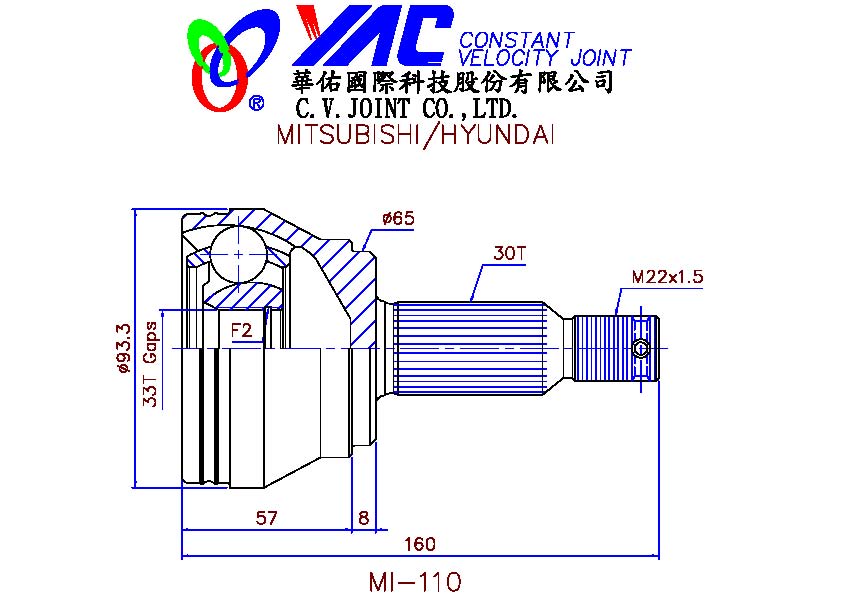 YAC CONSTANT
VELOCITY JOINT
®
華佑國際科技股份有限公司
C.V.JOINT CO.,LTD.
MITSUBISHI/HYUNDAI
ø65
30T
M22x1.5
F2
ø93.3
33T Gaps
57
8
160
MI-110